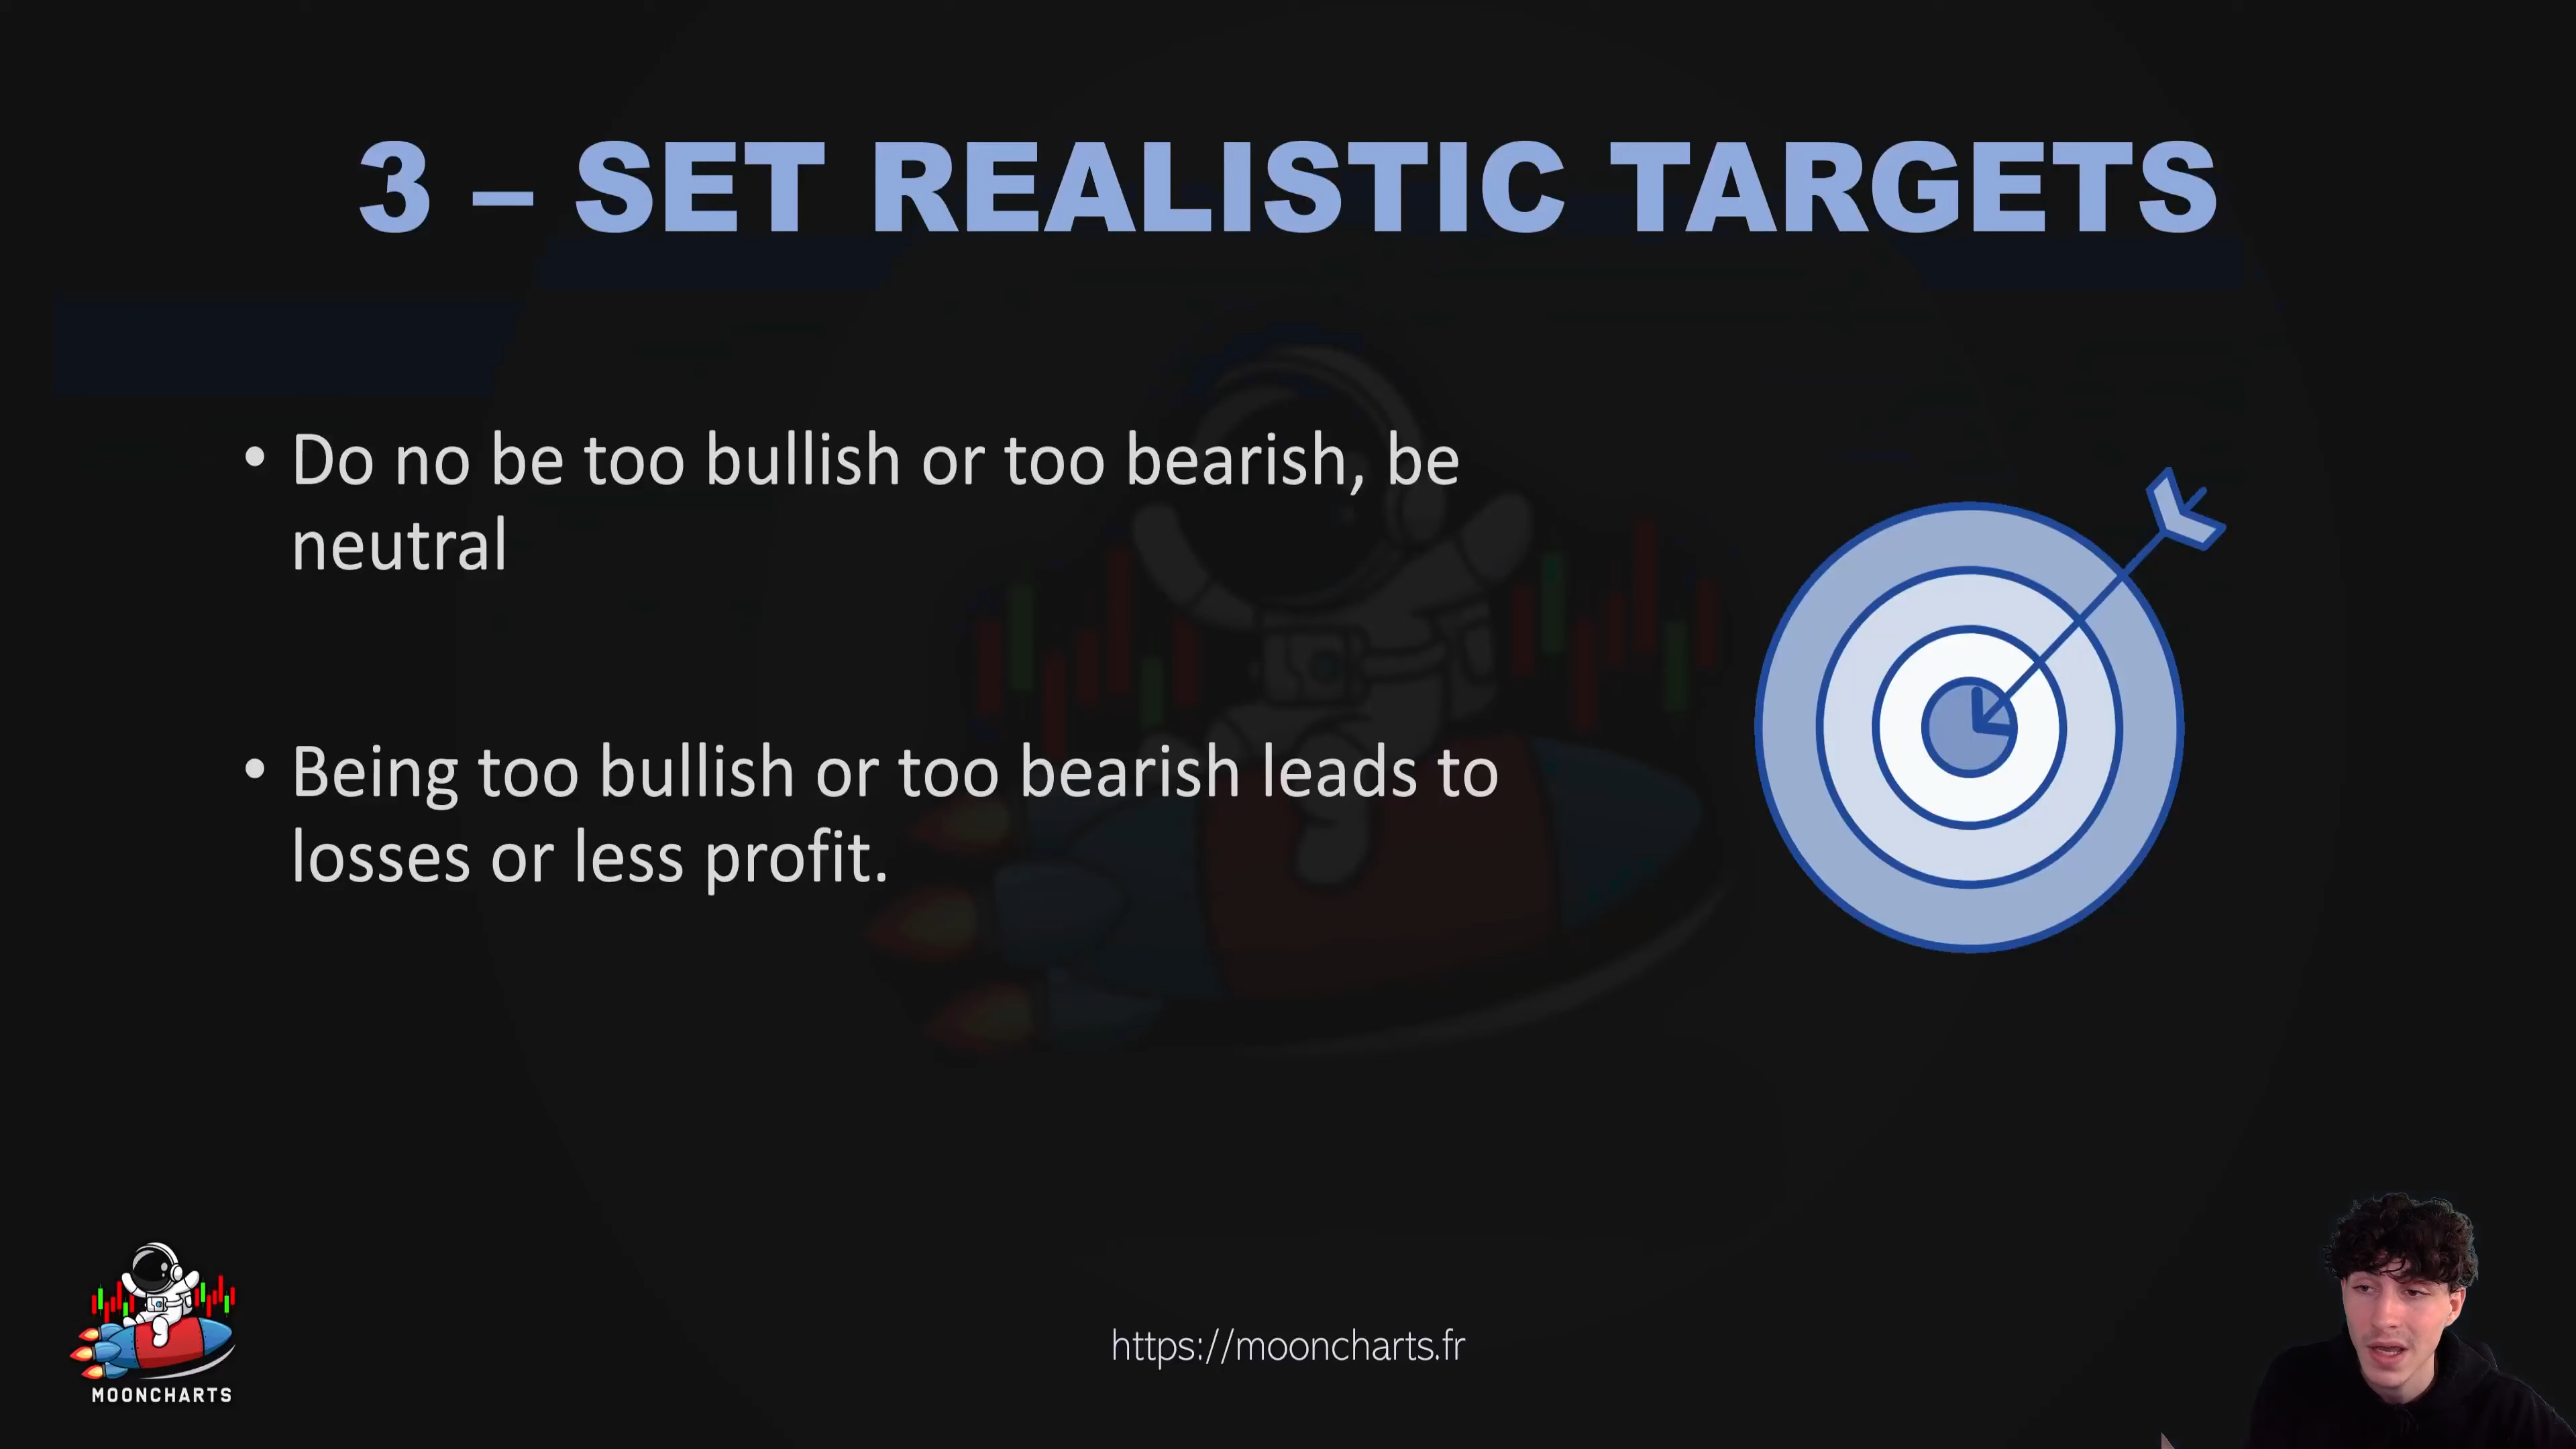 3 – SET REALISTIC TARGETS
• Do no be too bullish or too bearish, be
neutral
• Being too bullish or too bearish leads to
losses or less profit.
https://mooncharts.fr
MOONCHARTS